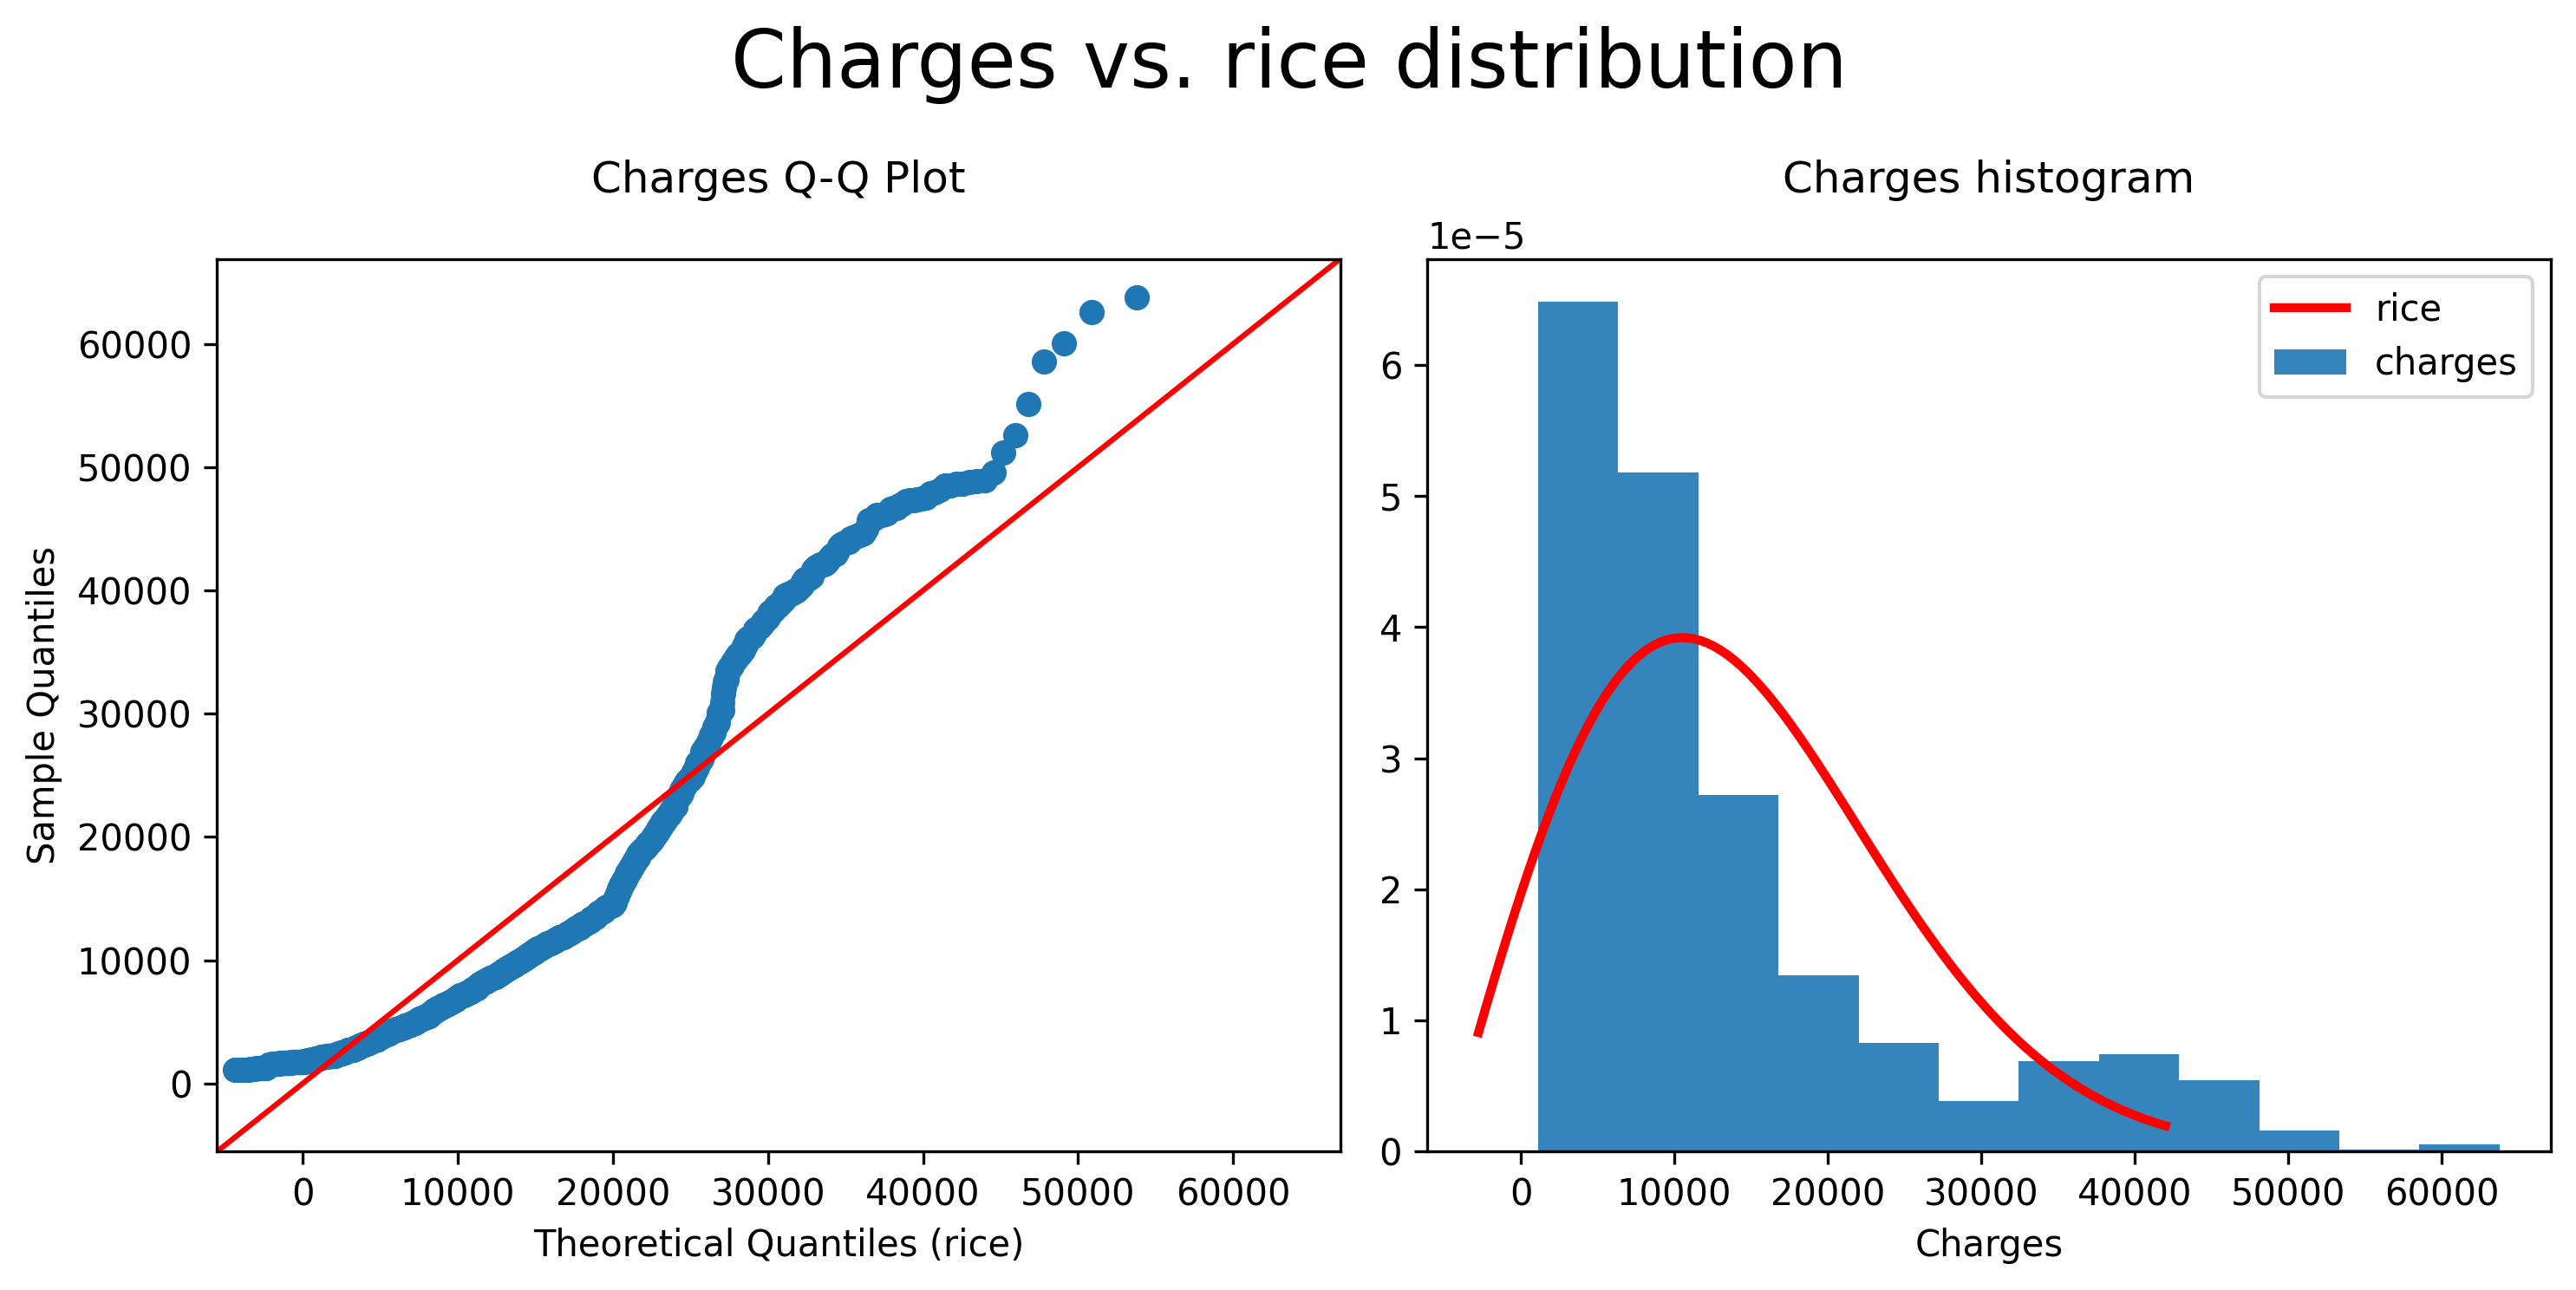 Charges vs. rice distribution
Charges Q-Q Plot
Sample Quantiles
60000
50000
40000
30000
20000
10000
0
0 10000 20000 30000 40000 50000 60000
Theoretical Quantiles (rice)
Charges histogram
1e−5
rice
charges
6
5
4
3
2
1
0
0 10000 20000 30000 40000 50000 60000
Charges